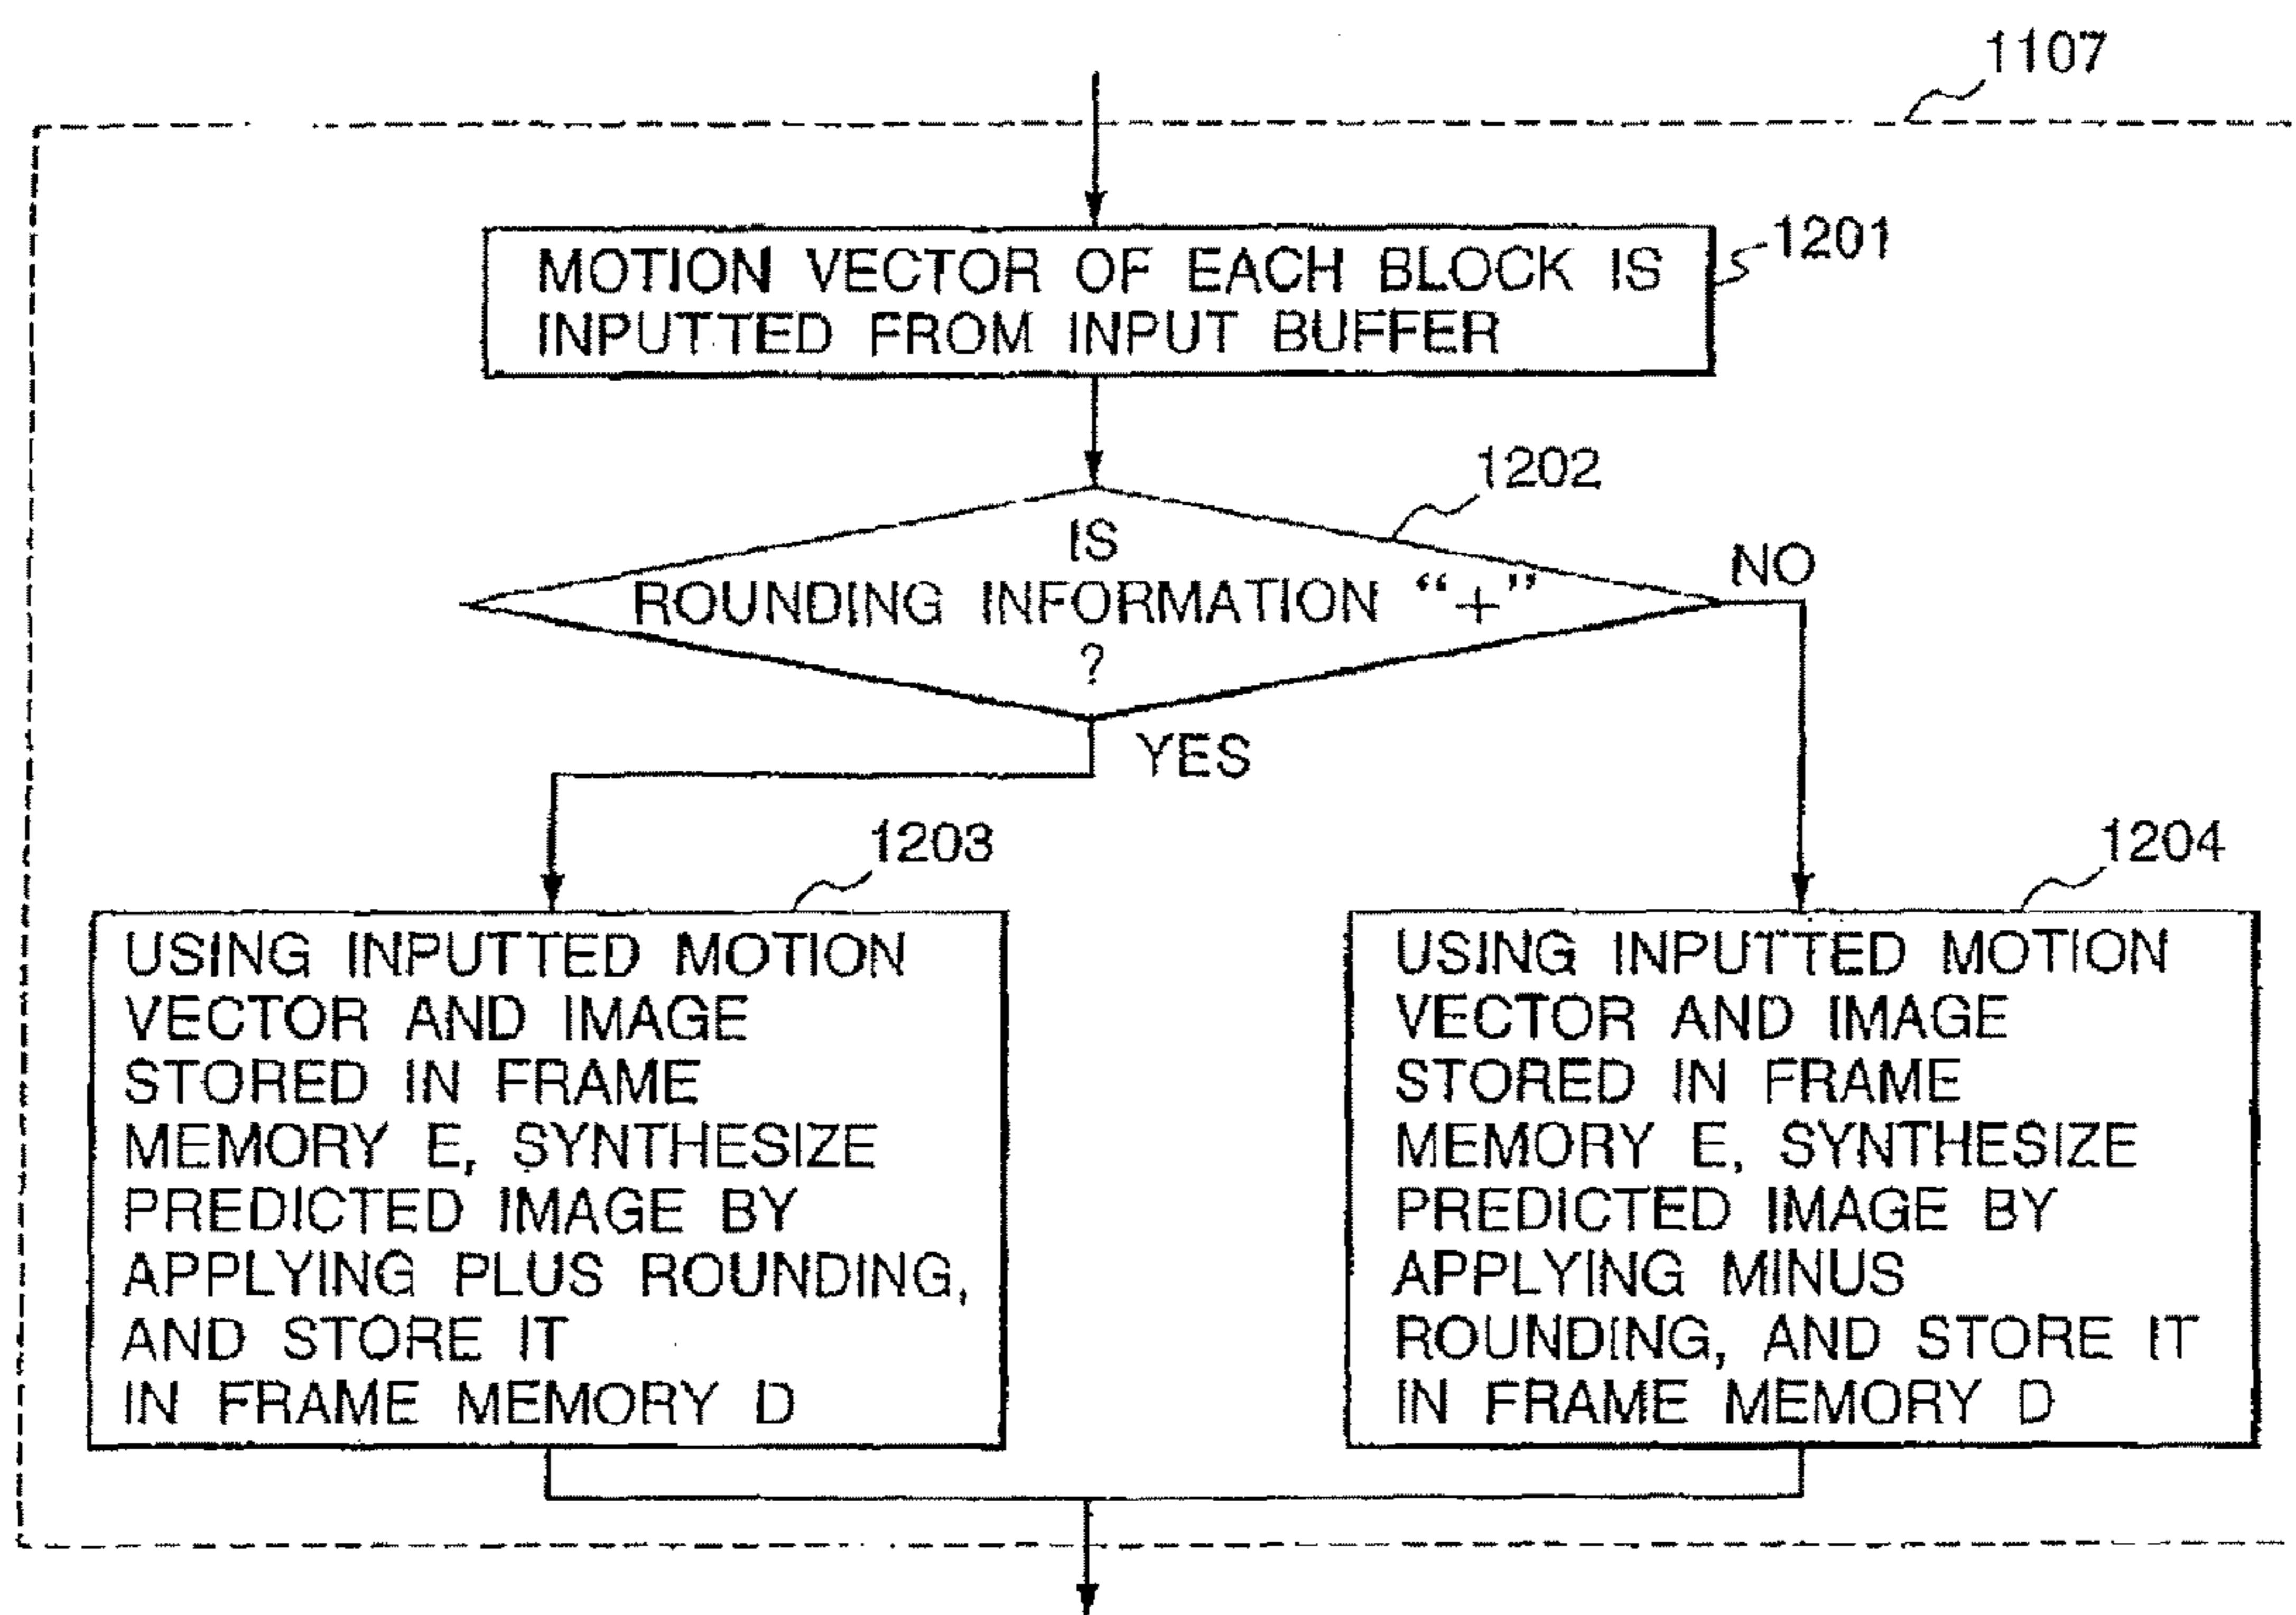 1107
MOTION VECTOR OF EACH BLOCK IS
INPUTTED FROM INPUT BUFFER
1201
1202
IS
ROUNDING INFORMATION “+”
?
NO
YES
1203
USING INPUTTED MOTION
VECTOR AND IMAGE
STORED IN FRAME
MEMORY E, SYNTHESIZE
PREDICTED IMAGE BY
APPLYING PLUS ROUNDING,
AND STORE IT
IN FRAME MEMORY D
1204
USING INPUTTED MOTION
VECTOR AND IMAGE
STORED IN FRAME
MEMORY E, SYNTHESIZE
PREDICTED IMAGE BY
APPLYING MINUS
ROUNDING, AND STORE IT
IN FRAME MEMORY D